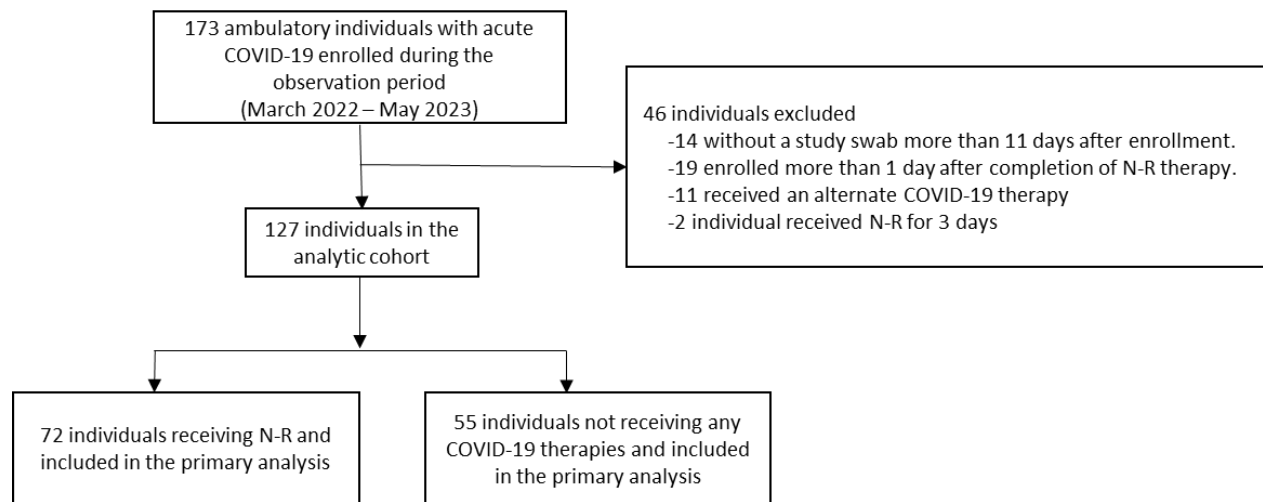 173 ambulatory individuals with acute
COVID-19 enrolled during the
observation period
(March 2022 – May 2023)
46 individuals excluded
-14 without a study swab more than 11 days after enrollment.
-19 enrolled more than 1 day after completion of N-R therapy.
-11 received an alternate COVID-19 therapy
-2 individual received N-R for 3 days
127 individuals in the
analytic cohort
72 individuals receiving N-R and
included in the primary analysis
55 individuals not receiving any
COVID-19 therapies and included
in the primary analysis